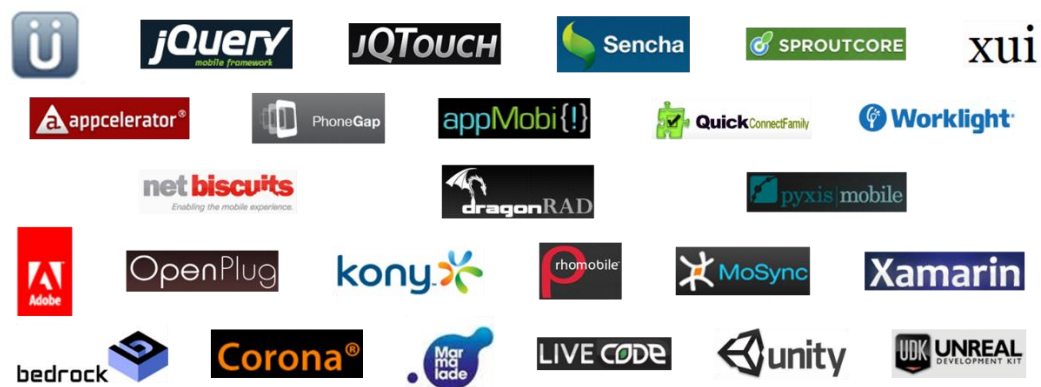 Ü
jQuery
mobile framework
jQTouch
Sencha
SPROUTCORE
xui
appcelerator®
PhoneGap
appMobi{!}
QuickConnectFamily
Worklight
net biscuits
Enabling the mobile experience.
dragonRAD
pyxis mobile
Adobe
OpenPlug
kony
rhomobile
MoSync
Xamarin
bedrock
Corona®
Mar
ma
lade
LIVE CODE
unity
UDK UNREAL
DEVELOPMENT KIT